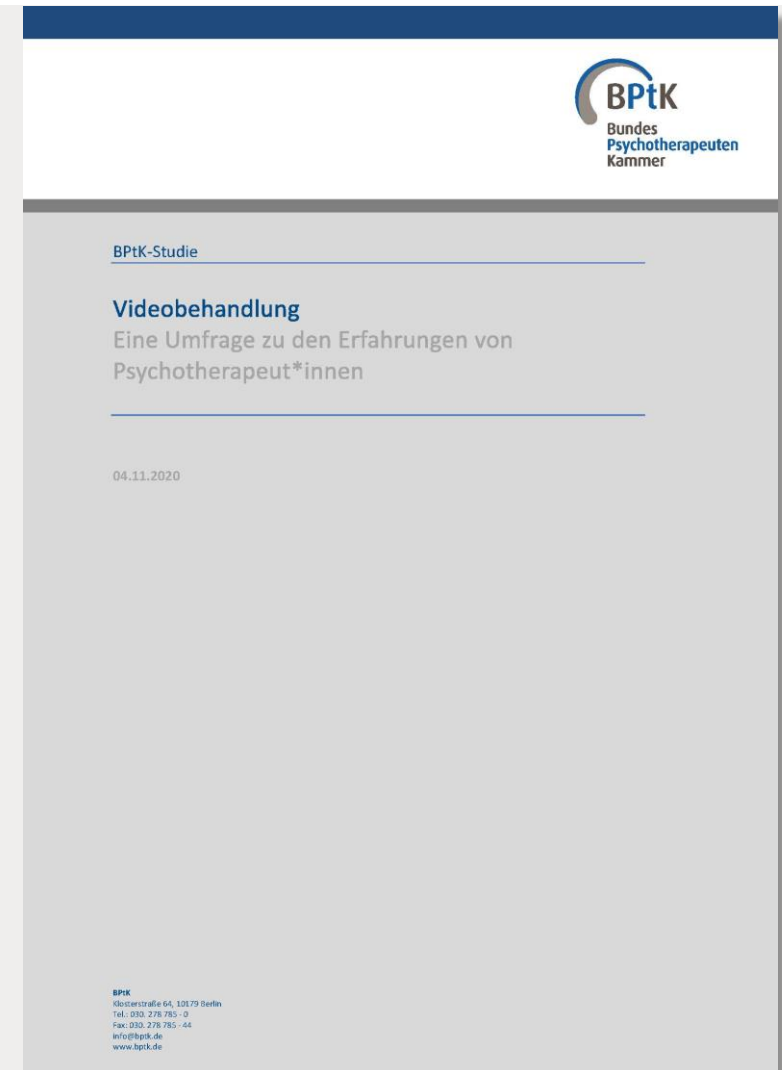 BPtK
Bundes
Psychotherapeuten
Kammer
BPtK-Studie
Videobehandlung
Eine Umfrage zu den Erfahrungen von
Psychotherapeut*innen
04.11.2020
BPtK
Klosterstraße 64, 10179 Berlin
Tel.: 030. 278 785 - 0
Fax: 030. 278 785 - 44
info@bptk.de
www.bptk.de